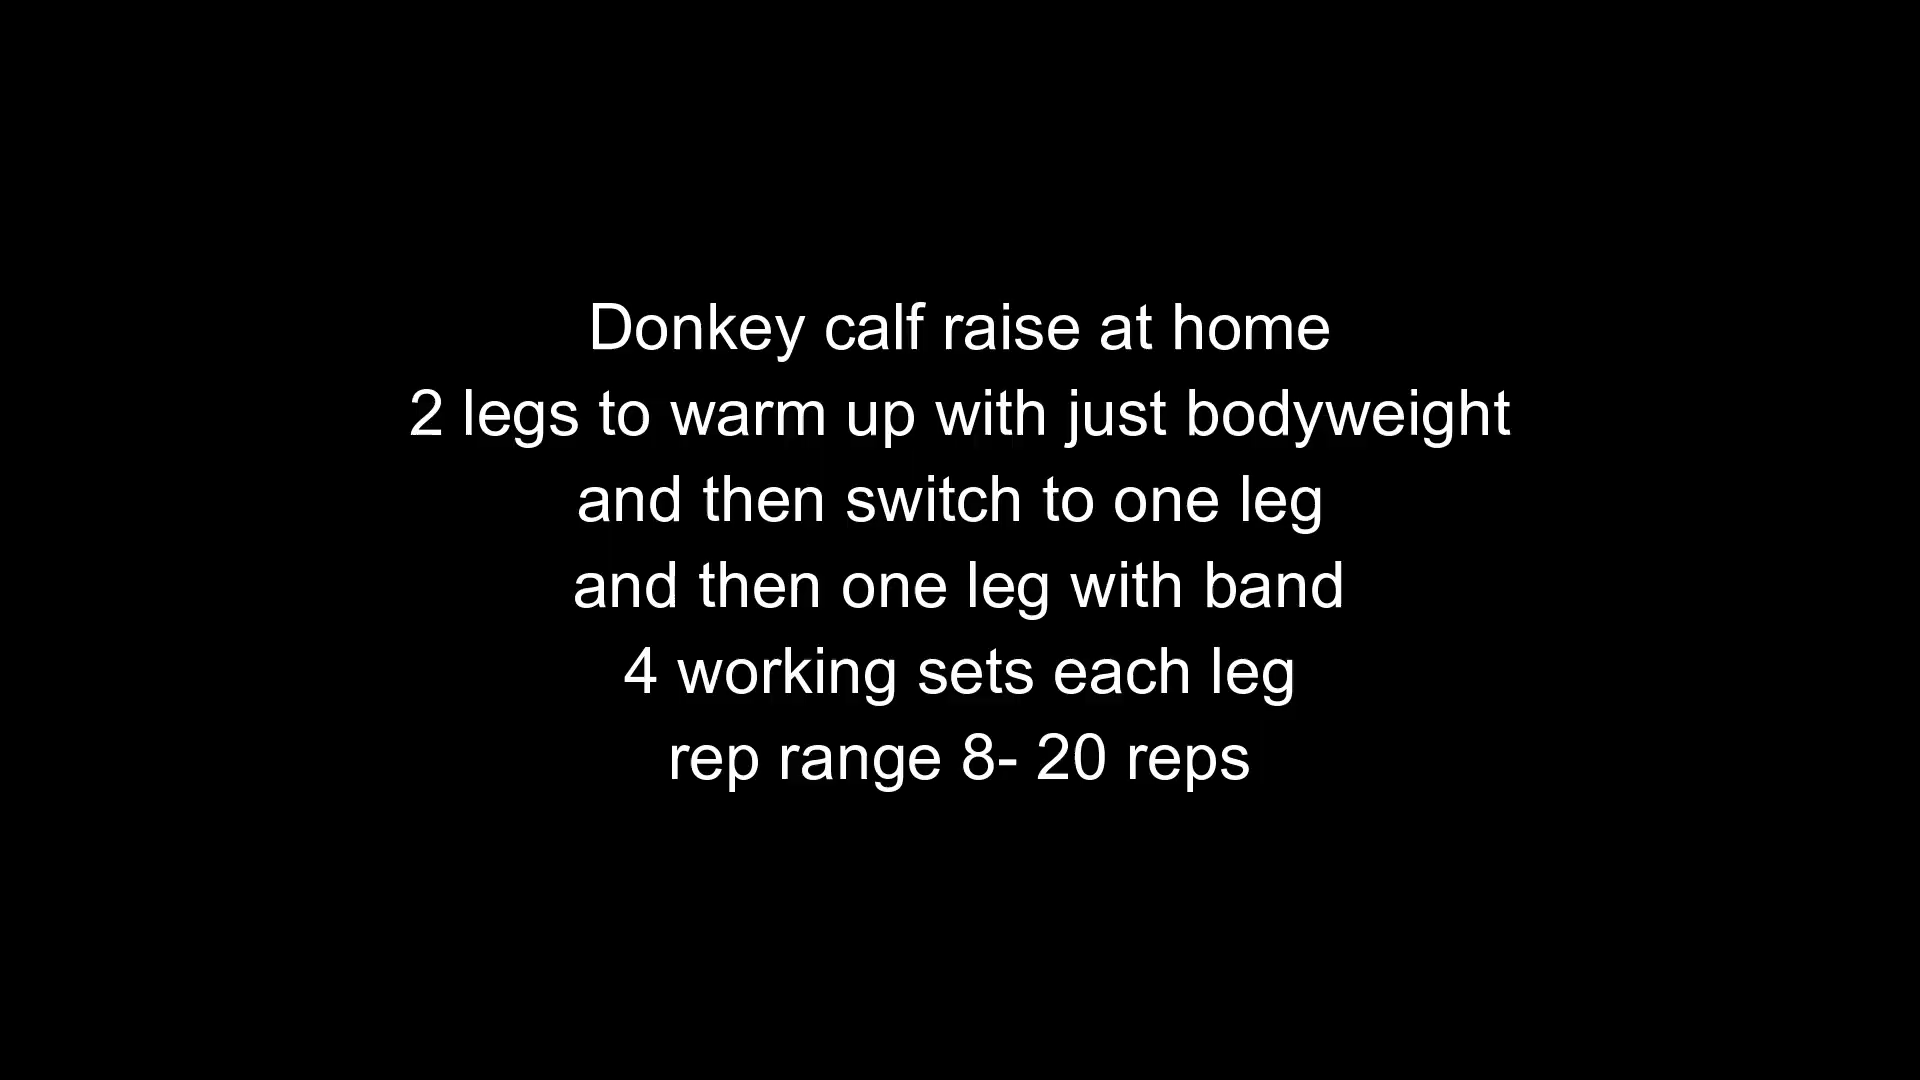 Donkey calf raise at home
2 legs to warm up with just bodyweight
and then switch to one leg
and then one leg with band
4 working sets each leg
rep range 8- 20 reps